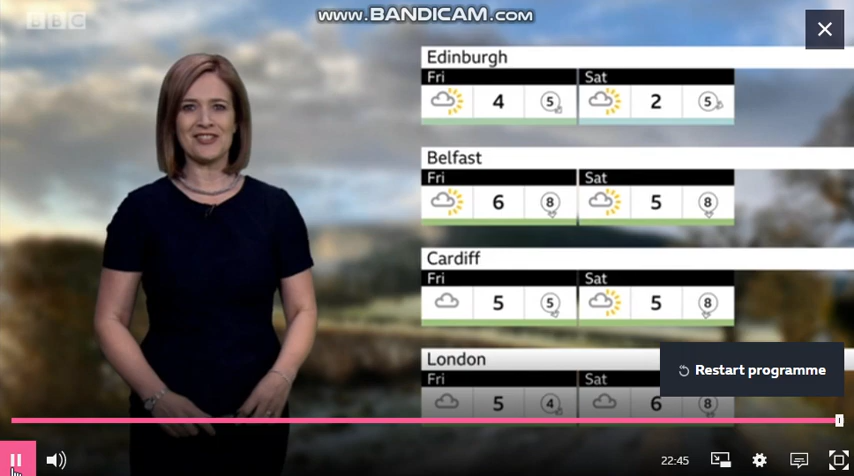 BBC
www.BANDICAM.com
Edinburgh
Fri Sat
4 5 2 5
Belfast
Fri Sat
6 8 5 8
Cardiff
Fri Sat
5 5 5 8
London
Fri Sat
5 4 6 8
Restart programme
22:45